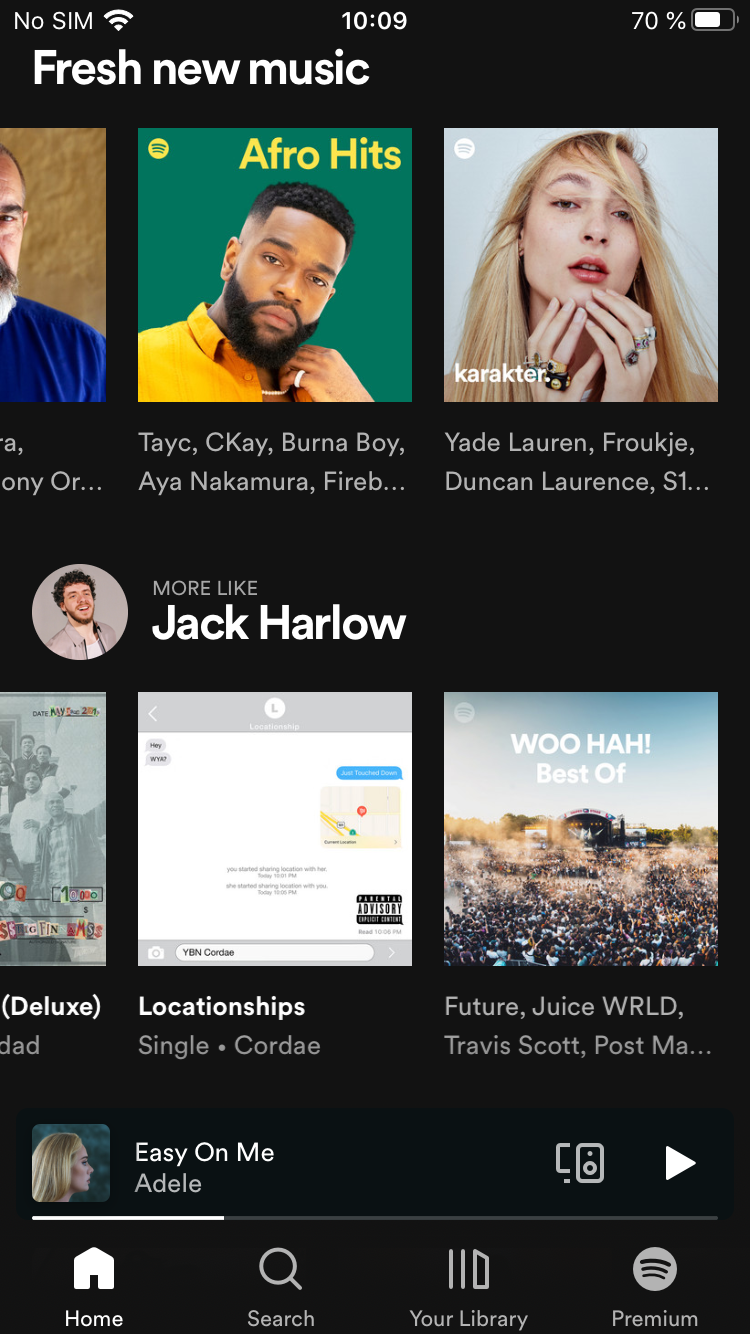 No SIM 10:09 70 %
Fresh new music
Afro Hits
karakter.
ra,
ony Or...
Tayc, CKay, Burna Boy,
Aya Nakamura, Fireb...
Yade Lauren, Froukje,
Duncan Laurence, S1...
MORE LIKE
Jack Harlow
DATE:
10,000
$
L
Locationship
Hey
WYA?
Just Touched Down
Current Location
you started sharing location with her.
Today 10:01 PM
she started sharing location with you.
Today 10:05 PM
PARENTAL
ADVISORY
EXPLICIT CONTENT
Read 10:06 PM
YBN Cordae
WOO HAH!
Best Of
(Deluxe)
dad
Locationships
Single • Cordae
Future, Juice WRLD,
Travis Scott, Post Ma...
Easy On Me
Adele
Home
Search
Your Library
Premium